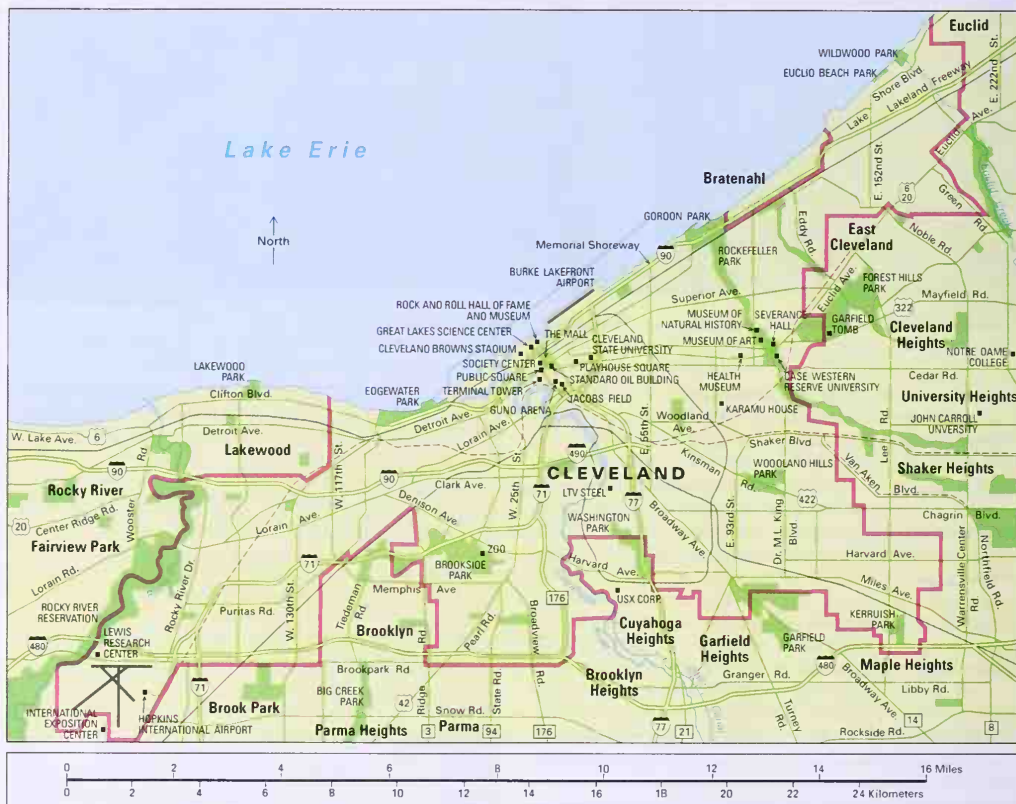 Euclid
WILDWOOD PARK
EUCLIO BEACH PARK
Shore Blvd.
Lakeland Freeway
Lake
E. 222nd St.
Euclid Ave.
Lake Erie
North
Bratenahl
E. 152nd St.
6
20
Green Rd.
GORDON PARK
Eddy Rd.
East
Cleveland
Noble Rd.
Memorial Shoreway
90
ROCKEFELLER
PARK
Euclid Ave.
BURKE LAKEFRONT
AIRPORT
FOREST HILLS
PARK
Superior Ave.
Mayfield Rd.
322
ROCK AND ROLL HALL OF FAME
AND MUSEUM
MUSEUM OF
NATURAL HISTORY
SEVERANCE
HALL
GARFIELD
TOMB
Cleveland
Heights
GREAT LAKES SCIENCE CENTER
THE MALL
CLEVELAND
STATE UNIVERSITY
MUSEUM OF ART
CLEVELAND BROWNS STADIUM
NOTRE OAME
COLLEGE
SOCIETY CENTER
PLAYHOUSE SQUARE
PUBLIC SQUARE
STANDARO OIL BUILDING
HEALTH
MUSEUM
CASE WESTERN
RESERVE UNIVERSITY
Cedar Rd.
LAKEWOOD
PARK
Clifton Blvd.
EOGEWATER
PARK
TERMINAL TOWER
JACOBS FIELD
GUNO ARENA
KARAMU HOUSE
University Heights
JOHN CARROLL
UNIVERSITY
W. Lake Ave.
6
Detroit Ave.
Detroit Ave.
Lorain Ave.
E. 55th St.
Woodland
Ave.
Shaker Blvd
Lee Rd.
Lakewood
W. 117th St.
490
Kinsman
Rd.
WOOOLANO HILLS
PARK
Van Aken
Blvd.
Shaker Heights
90
Rocky River
Rd
90
Clark Ave.
W. 25th St.
CLEVELAND
71
LTV STEEL
77
422
Chagrin Blvd.
20
Center Ridge Rd.
Wooster
Denison Ave.
WASHINGTON
PARK
Broadway Ave.
E. 93rd St.
Dr. M.L. King
Blvd
Fairview Park
Lorain Ave.
71
ZOO
BROOKSIDE
PARK
Harvard Ave.
Harvard Ave.
Warrensville Center
Rd
Northfield Rd.
Lorain Rd.
Rocky River Dr
Memphis Ave
Miles Ave.
ROCKY RIVER
RESERVATION
Puritas Rd.
W. 130th St.
Tiedeman
Rd.
176
USX CORP.
KERRUISH
PARK
Brooklyn
Rd
Pearl Rd.
Broadview
Rd.
Cuyahoga
Heights
Garfield
Heights
GARFIELD
PARK
480
LEWIS
RESEARCH
CENTER
Brookpark Rd
480
Maple Heights
Granger Rd.
Brooklyn
Heights
71
Brook Park
BIG CREEK
PARK
42
Ridge
State Rd.
Broadway Ave.
Libby Rd.
INTERNATIONAL
EXPOSITION
CENTER
HOPKINS
INTERNATIONAL AIRPORT
Snow Rd.
Turney
Rd.
14
8
Parma Heights
3
Parma
94
176
77
21
Rockside Rd.
0 2 4 6 8 10 12 14 16 Miles
0 2 4 6 8 10 12 14 16 18 20 22 24 Kilometers